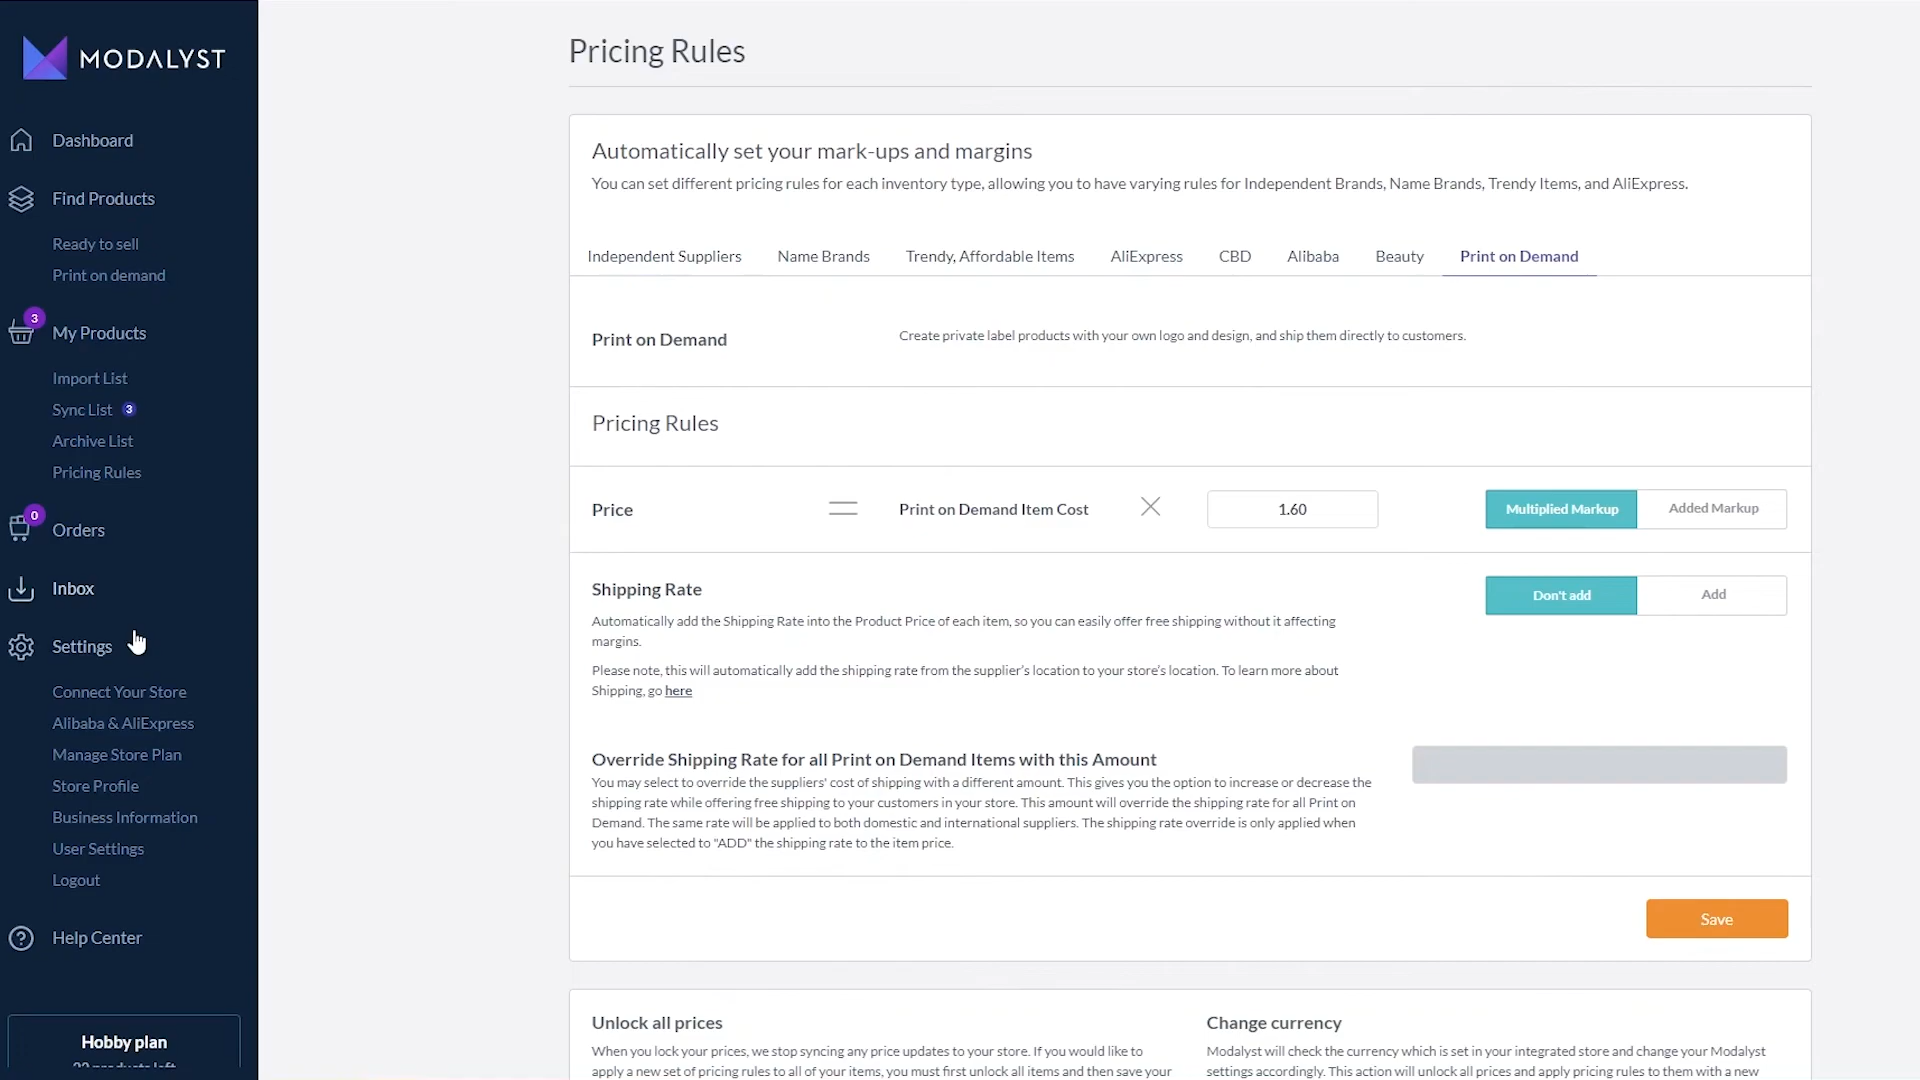 MODALYST
Dashboard
Find Products
Ready to sell
Print on demand
3
My Products
Import List
Sync List 3
Archive List
Pricing Rules
0
Orders
Inbox
Settings
Connect Your Store
Alibaba & AliExpress
Manage Store Plan
Store Profile
Business Information
User Settings
Logout
Help Center
Hobby plan
Pricing Rules
Automatically set your mark-ups and margins
You can set different pricing rules for each inventory type, allowing you to have varying rules for Independent Brands, Name Brands, Trendy Items, and AliExpress.
Independent Suppliers Name Brands Trendy, Affordable Items AliExpress CBD Alibaba Beauty Print on Demand
Print on Demand Create private label products with your own logo and design, and ship them directly to customers.
Pricing Rules
Price Print on Demand Item Cost 1.60 Multiplied Markup Added Markup
Shipping Rate Don't add Add
Automatically add the Shipping Rate into the Product Price of each item, so you can easily offer free shipping without it affecting
margins.
Please note, this will automatically add the shipping rate from the supplier's location to your store's location. To learn more about
Shipping, go here
Override Shipping Rate for all Print on Demand Items with this Amount
You may select to override the suppliers' cost of shipping with a different amount. This gives you the option to increase or decrease the
shipping rate while offering free shipping to your customers in your store. This amount will override the shipping rate for all Print on
Demand. The same rate will be applied to both domestic and international suppliers. The shipping rate override is only applied when
you have selected to "ADD" the shipping rate to the item price.
Save
Unlock all prices
When you lock your prices, we stop syncing any price updates to your store. If you would like to
apply a new set of pricing rules to all of your items, you must first unlock all items and then save your
Change currency
Modalyst will check the currency which is set in your integrated store and change your Modalyst
settings accordingly. This action will unlock all prices and apply pricing rules to them with a new